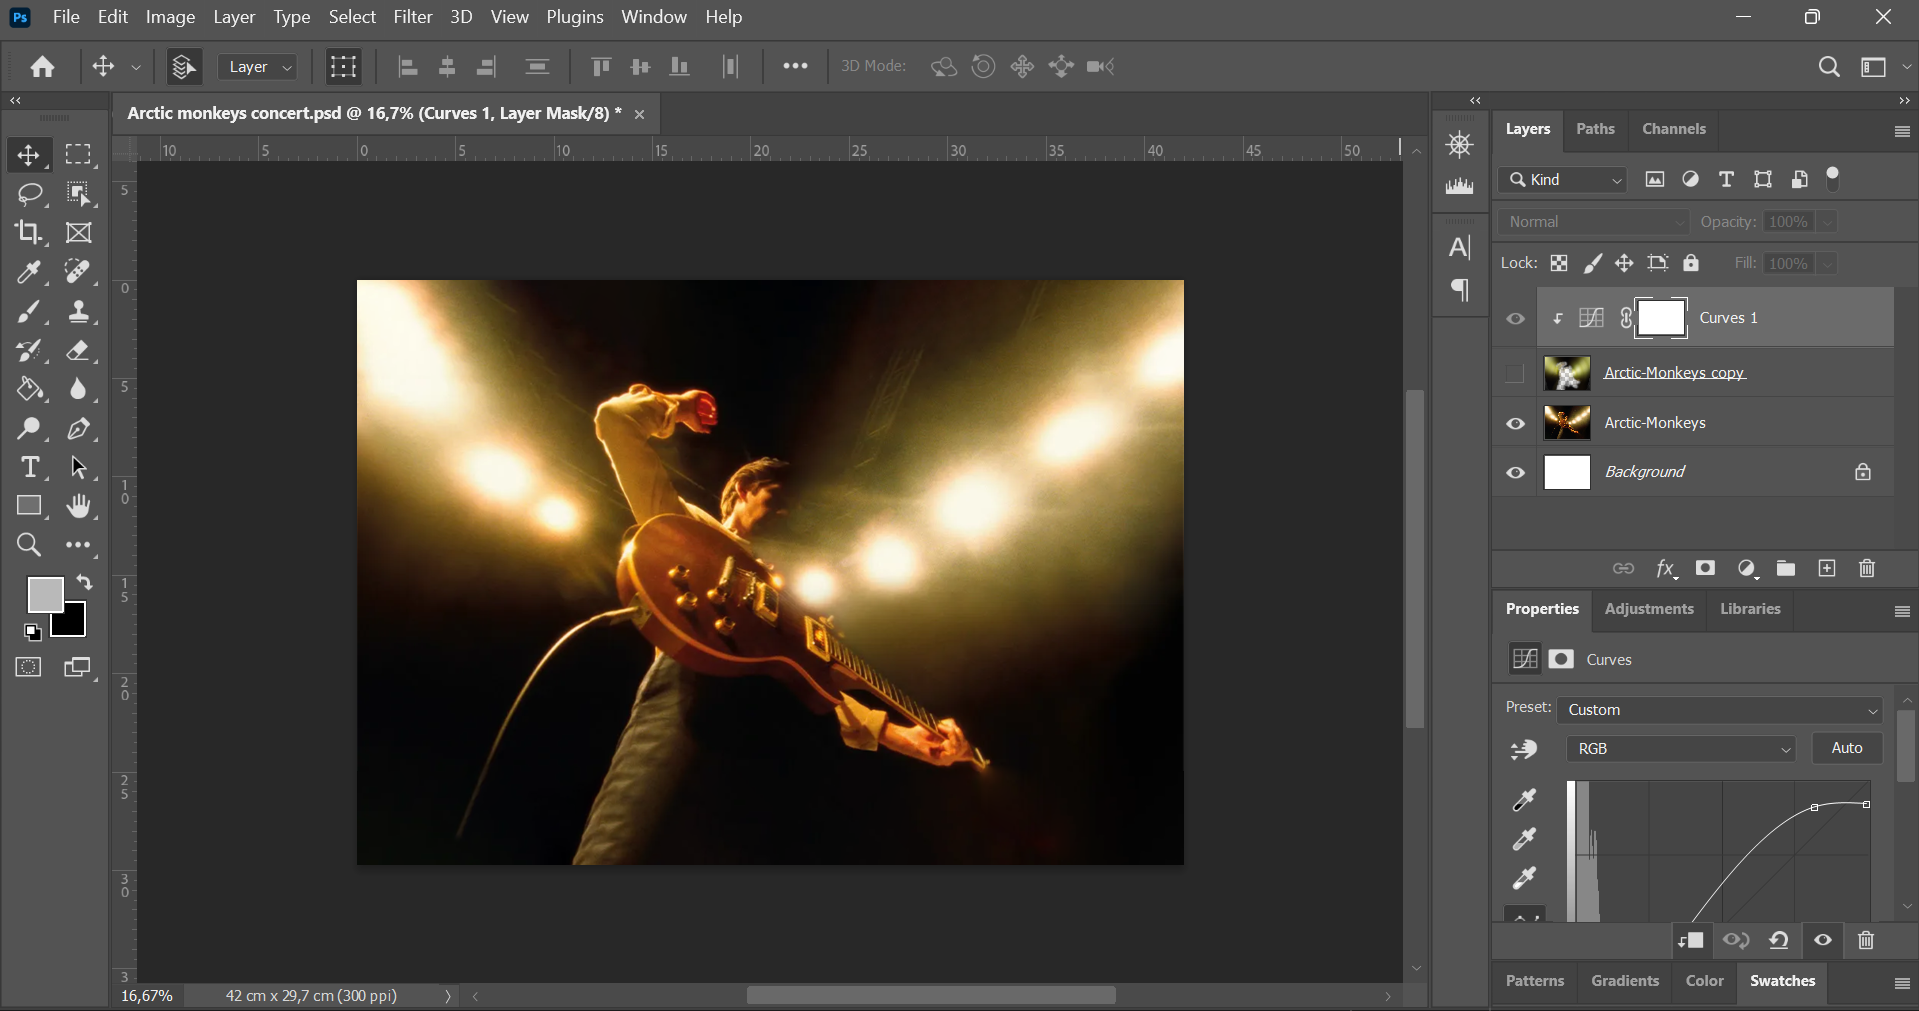 Ps File Edit Image Layer Type Select Filter 3D View Plugins Window Help
Layer 3D Mode:
Arctic monkeys concert.psd @ 16,7% (Curves 1, Layer Mask/8) *
10 5 0 5 10 15 20 25 30 35 40 45 50
5
0
5
10
15
20
25
30
3
16,67% 42 cm x 29,7 cm (300 ppi)
Layers Paths Channels
Kind
Normal Opacity: 100%
Lock: Fill: 100%
Curves 1
Arctic-Monkeys copy
Arctic-Monkeys
Background
fx
Properties Adjustments Libraries
Curves
Preset: Custom
RGB Auto
Patterns Gradients Color Swatches